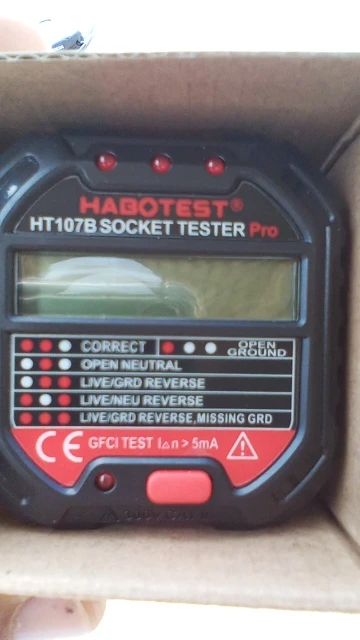 HABOTEST®
HT107B SOCKET TESTER Pro
CORRECT
OPEN GROUND
OPEN NEUTRAL
LIVE/GRD REVERSE
LIVE/NEU REVERSE
LIVE/GRD REVERSE,MISSING GRD
CE GFCI TEST I△n > 5mA